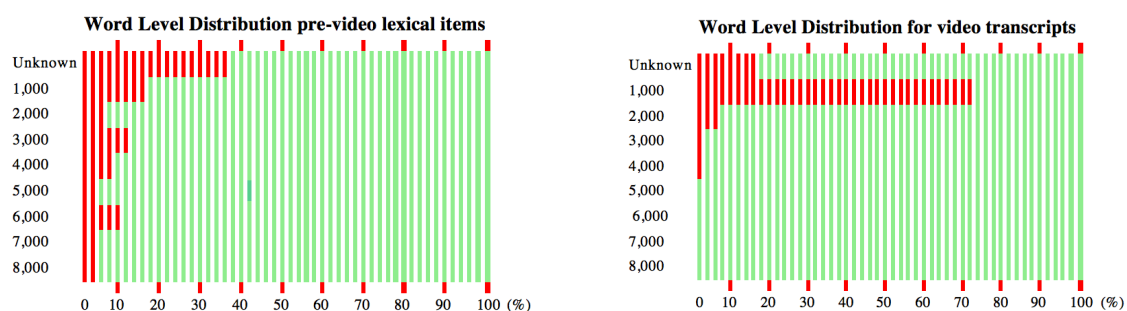 Word Level Distribution pre-video lexical items
Unknown
1,000
2,000
3,000
4,000
5,000
6,000
7,000
8,000
0 10 20 30 40 50 60 70 80 90 100 (%)
Word Level Distribution for video transcripts
Unknown
1,000
2,000
3,000
4,000
5,000
6,000
7,000
8,000
0 10 20 30 40 50 60 70 80 90 100 (%)